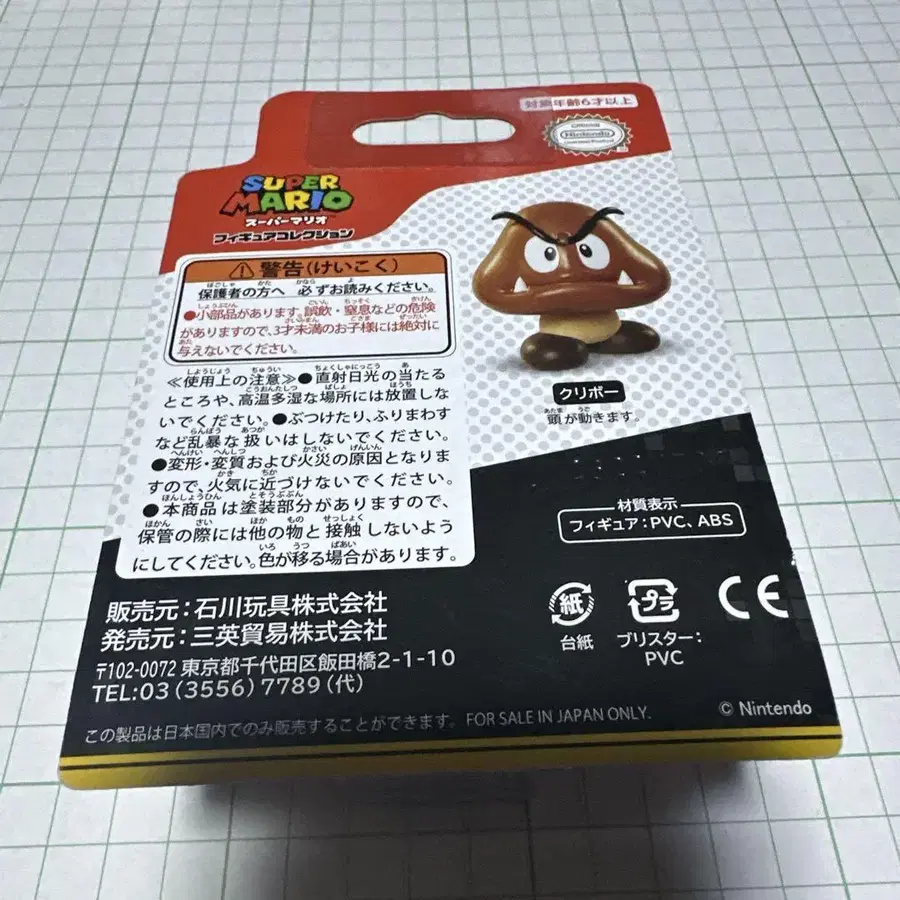 対象年齢6才以上
Nintendo
SUPER
MARIO
スーパーマリオ
フィギュアコレクション
⚠警告(けいこく)
保護者の方へ 必ずお読みください。
●小部品があります。誤飲・窒息などの危険
がありますので、3才未満のお子様には絶対に
与えないでください。
≪使用上の注意≫●直射日光の当たる
ところや、高温多湿な場所には放置しな
いでください。●ぶつけたり、ふりまわす
など乱暴な扱いはしないでください。
●変形・変質および火災の原因となりま
すので、火気に近づけないでください。
●本商品は塗装部分がありますので、
保管の際には他の物と接触しないよう
にしてください。色が移る場合があります。
クリボー
頭が動きます。
材質表示
フィギュア:PVC、ABS
紙
台紙
プラ
ブリスター:
PVC
CE
販売元:石川玩具株式会社
発売元:三英貿易株式会社
〒102-0072 東京都千代田区飯田橋2-1-10
TEL:03(3556)7789(代)
この製品は日本国内でのみ販売することができます。FOR SALE IN JAPAN ONLY.
© Nintendo